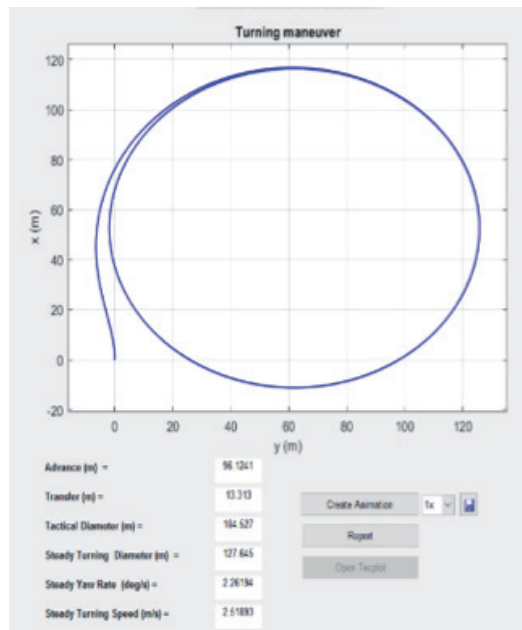 Turning maneuver
120
100
80
60
40
20
0
-20
x (m)
0 20 40 60 80 100 120
y (m)
Advance (m) = 96.1241
Transfer (m) = 13.313
Tactical Diamotor (m) = 104.527
Steady Turning Diameter (m) = 127.645
Steady Yaw Rate (deg/s) = 2.26194
Steady Turning Speed (m/s) = 2.51893
Create Animation 1x
Report
Open Tecplot